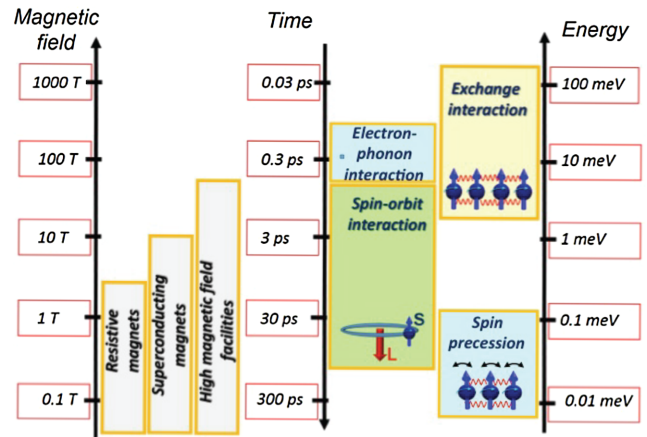 Magnetic
field
Time
Energy
1000 T
100 T
10 T
1 T
0.1 T
Resistive
magnets
Superconducting
magnets
High magnetic field
facilities
0.03 ps
0.3 ps
3 ps
30 ps
300 ps
Electron-
phonon
interaction
Spin-orbit
interaction
S
L
Exchange
interaction
Spin
precession
100 meV
10 meV
1 meV
0.1 meV
0.01 meV